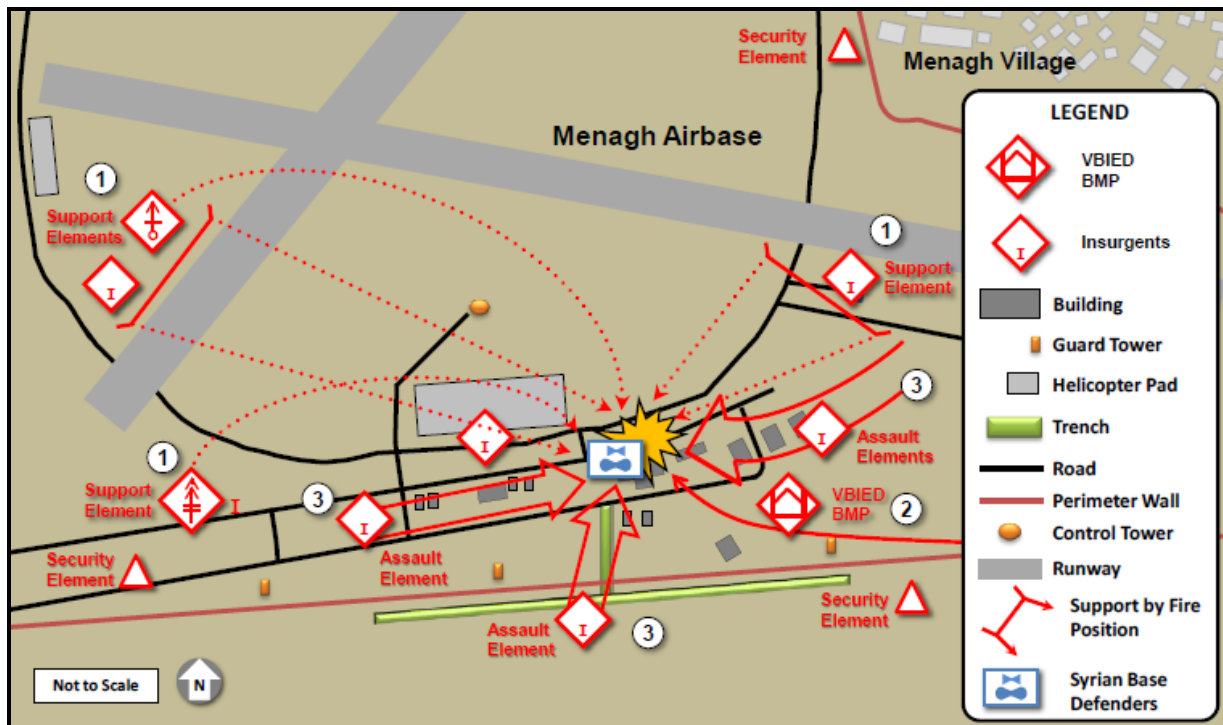 Security
Element
Menagh Village
Menagh Airbase
1
Support
Elements
I
1
Support
Element
I
I
3
Assault
Elements
I
1
Support
Element
I
3
I
Assault
Element
VBIED
BMP
2
Security
Element
Security
Element
Assault
Element
I
3
Not to Scale
N
LEGEND
VBIED
BMP
I
Insurgents
Building
Guard Tower
Helicopter Pad
Trench
Road
Perimeter Wall
Control Tower
Runway
Support by Fire
Position
Syrian Base
Defenders